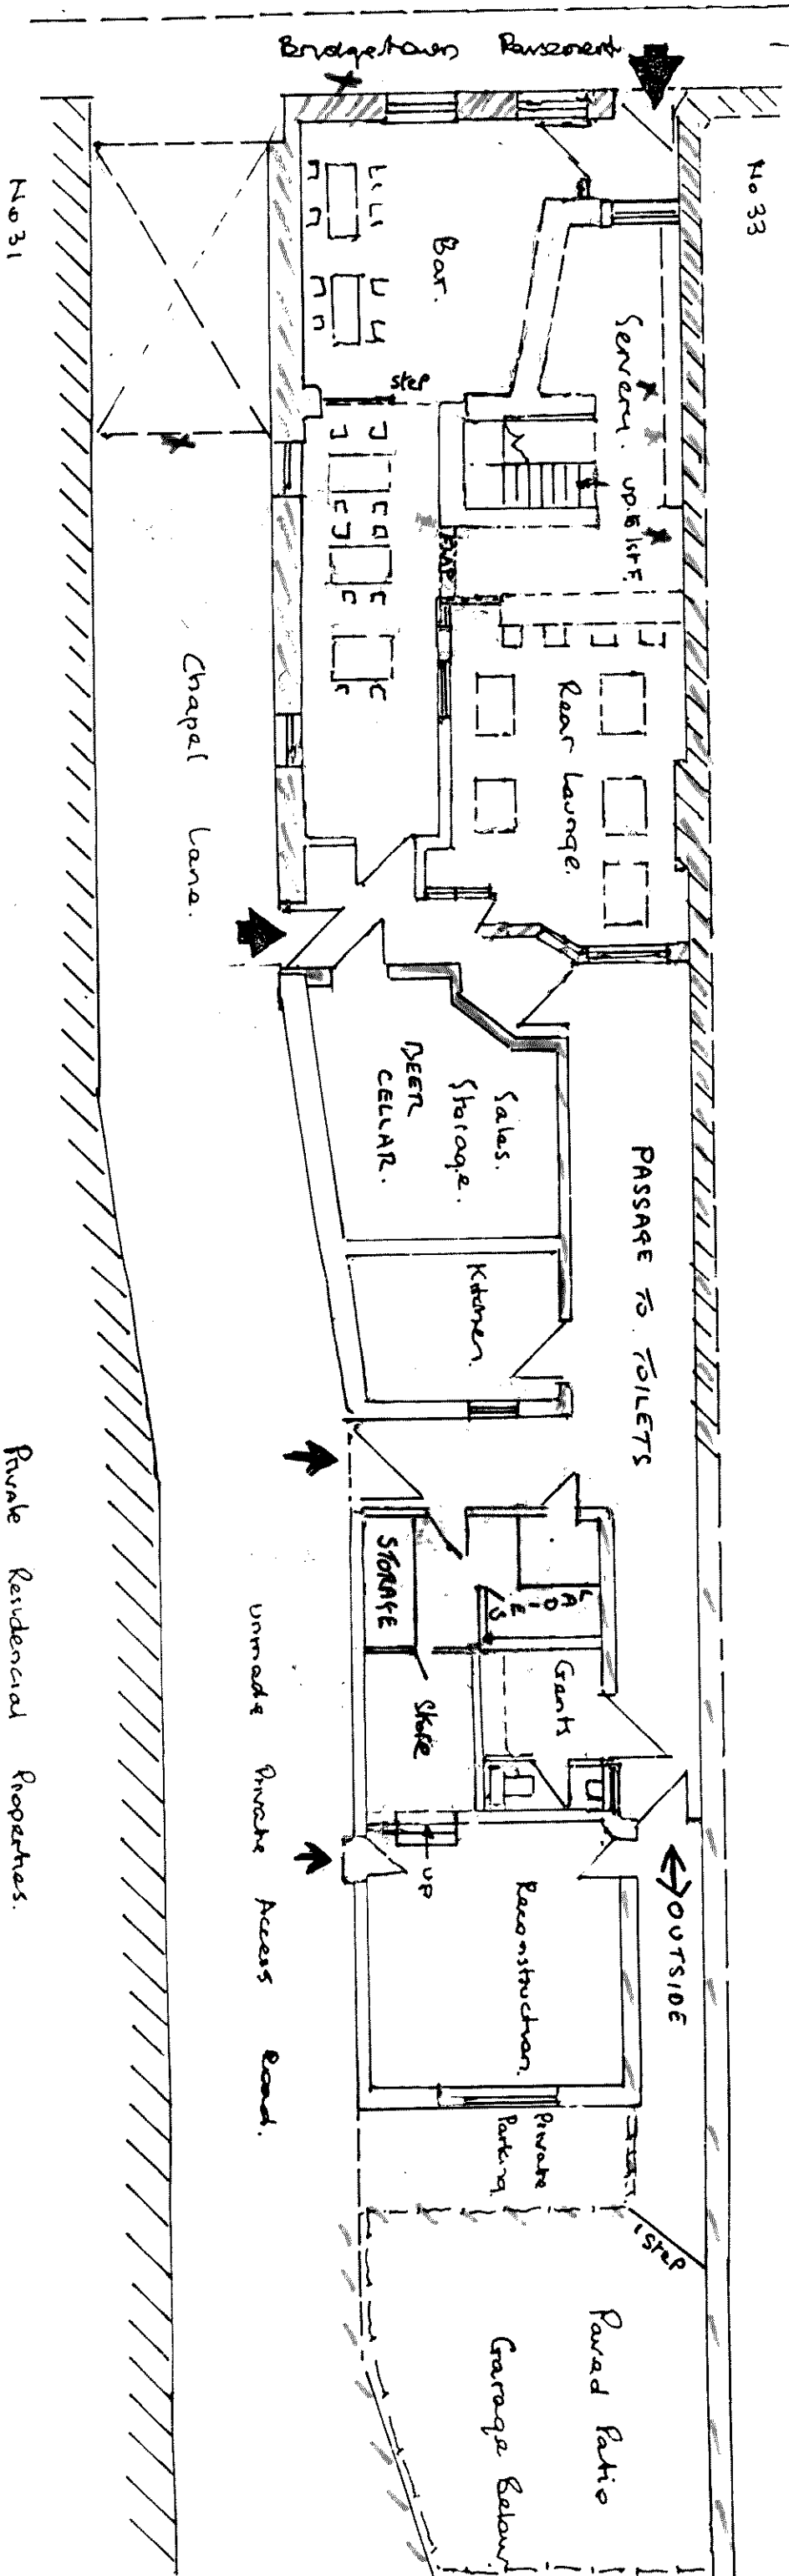 Bridgetown Pavement
No 33
No 31
Bar.
Servery.
up to 1st F.
step
FLAP
Rear Lounge.
Chapel Lane.
Sales.
Storage.
BEER
CELLAR.
Kitchen.
PASSAGE TO TOILETS
STORAGE
LADIES
Gents
Store
UP
Reconstruction.
OUTSIDE
unmade Private Access Road.
Private Residencial Properties.
Private
Parking
1 step
Paved Patio
Garage Below